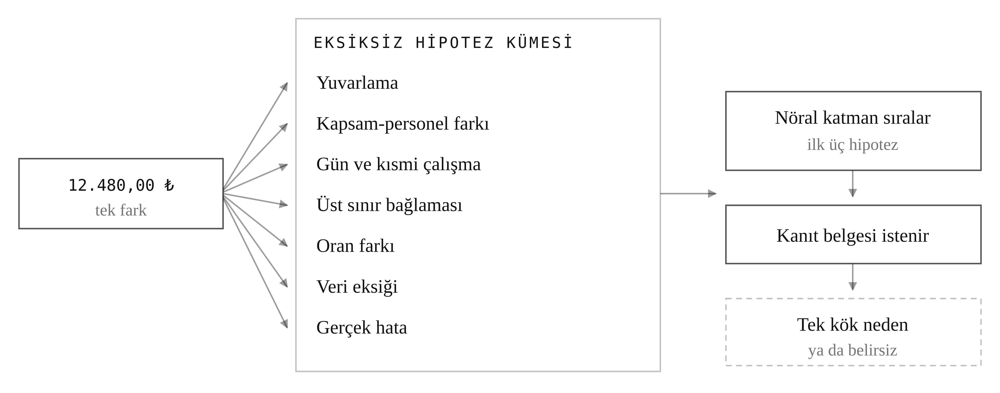 12.480,00 ₺
tek fark
EKSİKSİZ HİPOTEZ KÜMESİ
Yuvarlama
Kapsam-personel farkı
Gün ve kısmi çalışma
Üst sınır bağlaması
Oran farkı
Veri eksiği
Gerçek hata
Nöral katman sıralar
ilk üç hipotez
Kanıt belgesi istenir
Tek kök neden
ya da belirsiz